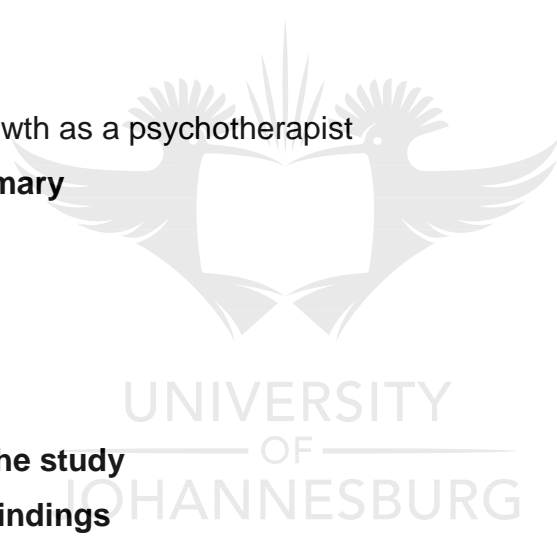 wth as a psychotherapist
mary
UNIVERSITY
he study
OF
indings
JOHANNESBURG